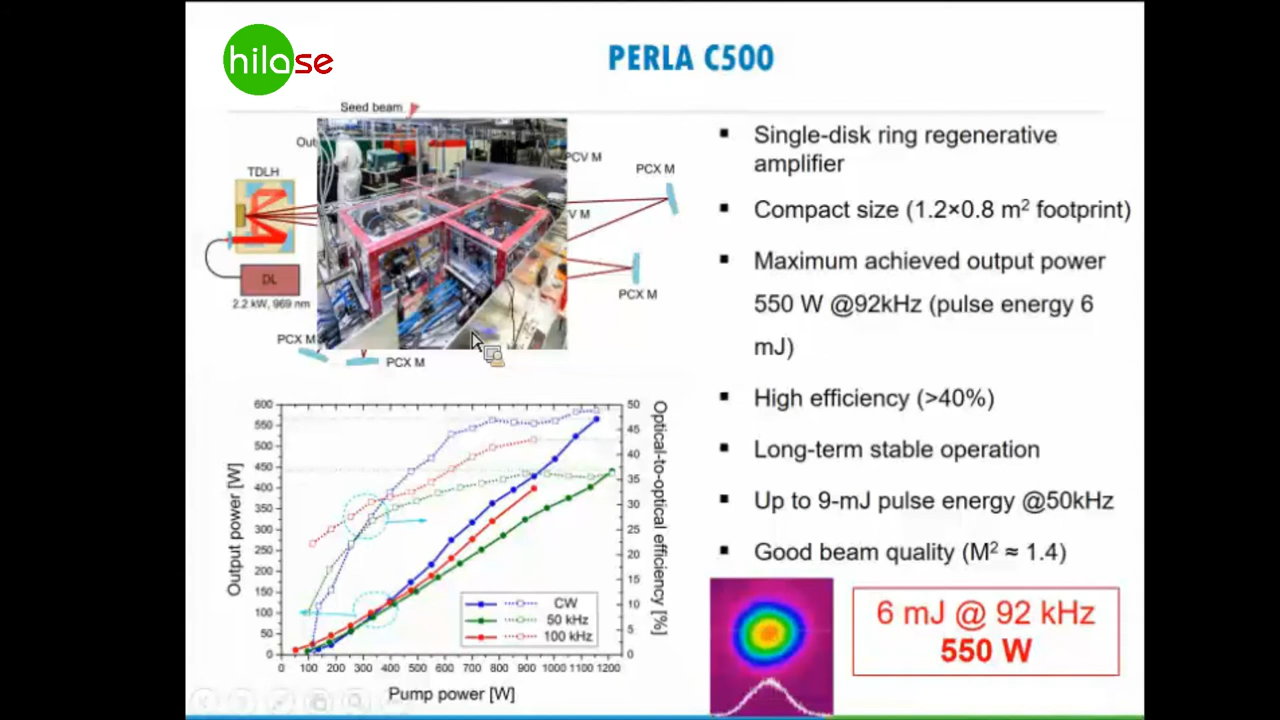 hilase
PERLA C500
Seed beam
Out
TDLH
PCV M
PCX M
V M
DL
2.2 kW, 969 nm
PCX M
PCX M
PCX M
Single-disk ring regenerative
amplifier
Compact size (1.2×0.8 m² footprint)
Maximum achieved output power
550 W @92kHz (pulse energy 6
mJ)
High efficiency (>40%)
Long-term stable operation
Up to 9-mJ pulse energy @50kHz
Good beam quality (M² ≈ 1.4)
600
550
500
450
400
350
300
250
200
150
100
50
0
Output power [W]
50
45
40
35
30
25
20
15
10
5
0
Optical-to-optical efficiency [%]
CW
50 kHz
100 kHz
0 100 200 300 400 500 600 700 800 900 1000 1100 1200
Pump power [W]
6 mJ @ 92 kHz
550 W